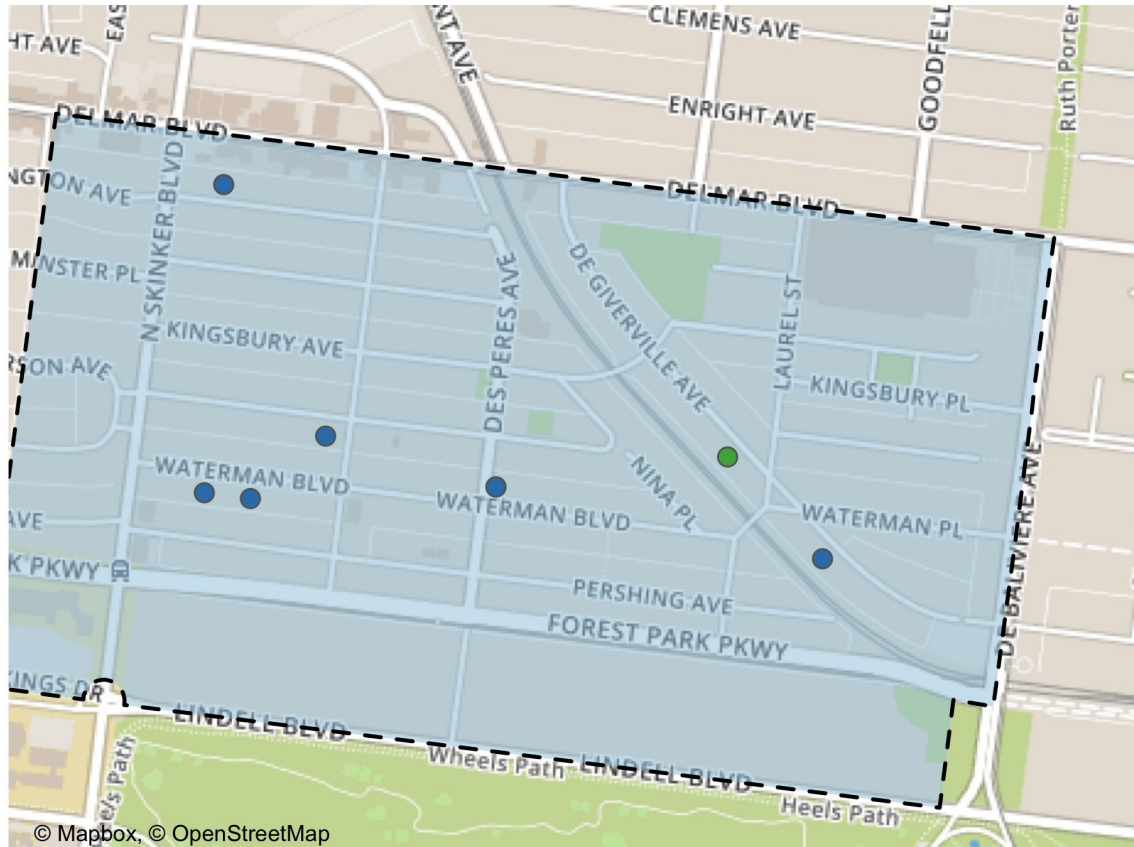 CLEMENS AVE
HT AVE
EAS
NT AVE
GOODFELL
Ruth Porter
ENRIGHT AVE
DELMAR BLVD
NGTON AVE
N SKINKER BLVD
DELMAR BLVD
MINSTER PL
DES PERES AVE
DE GIVERVILLE AVE
LAUREL ST
KINGSBURY AVE
RSON AVE
KINGSBURY PL
WATERMAN BLVD
WATERMAN BLVD
NINA PL
WATERMAN PL
DE BALIVIERE AVE
AVE
K PKWY
PERSHING AVE
FOREST PARK PKWY
KINGS DR
LINDELL BLVD
Wheels Path
LINDELL BLVD
Heels Path
els Path
© Mapbox, © OpenStreetMap